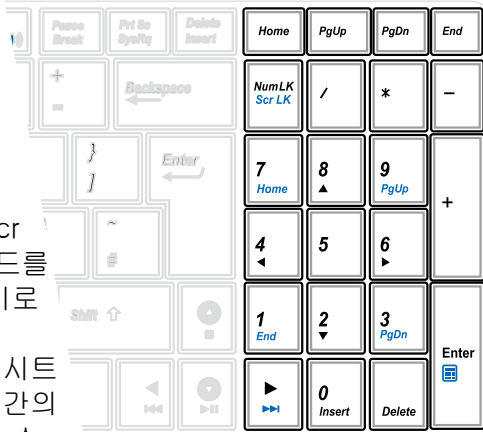 Pause
Break
Prt Sc
SysRq
Delete
Insert
Home
PgUp
PgDn
End
+
=
Backspace
NumLK
Scr LK
/
*
–
}
]
Enter
7
Home
8
9
PgUp
+
~
#
4
5
6
Shift
1
End
2
3
PgDn
Enter
0
Insert
Delete
cr
드를
로
시트
간의